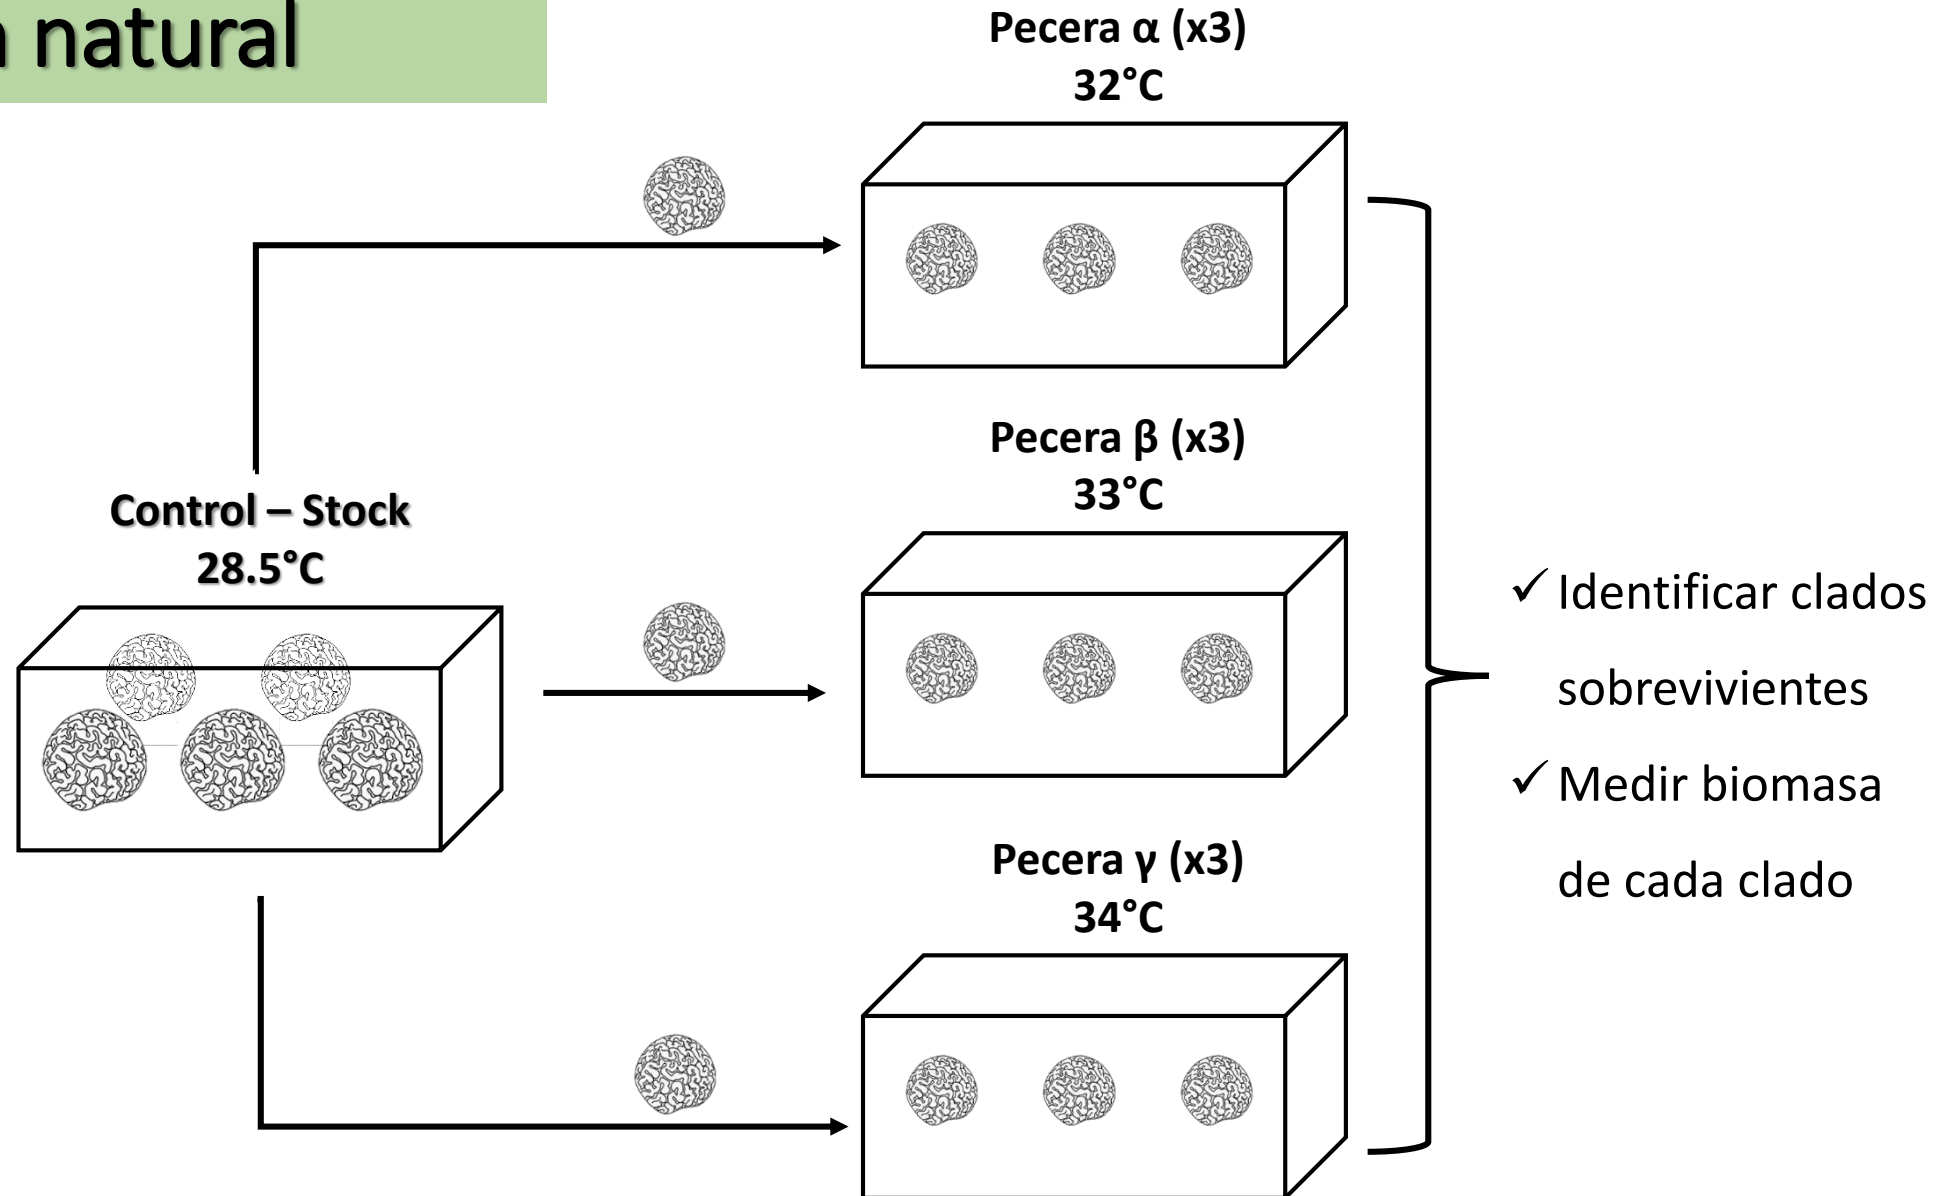 natural
Pecera α (x3)
32°C
Control – Stock
28.5°C
Pecera β (x3)
33°C
Pecera γ (x3)
34°C
✓ Identificar clados
sobrevivientes
✓ Medir biomasa
de cada clado